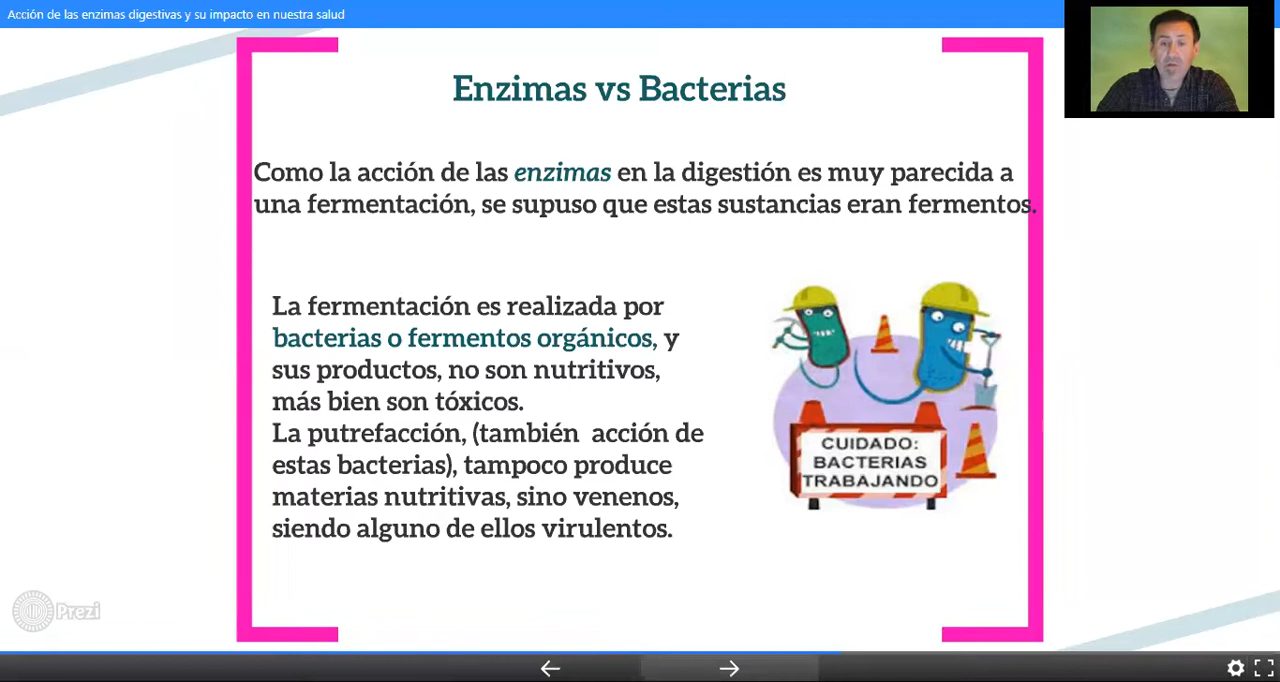 Acción de las enzimas digestivas y su impacto en nuestra salud
Enzimas vs Bacterias
Como la acción de las enzimas en la digestión es muy parecida a
una fermentación, se supuso que estas sustancias eran fermentos.
La fermentación es realizada por
bacterias o fermentos orgánicos, y
sus productos, no son nutritivos,
más bien son tóxicos.
La putrefacción, (también acción de
estas bacterias), tampoco produce
materias nutritivas, sino venenos,
siendo alguno de ellos virulentos.
CUIDADO:
BACTERIAS
TRABAJANDO
Prezi